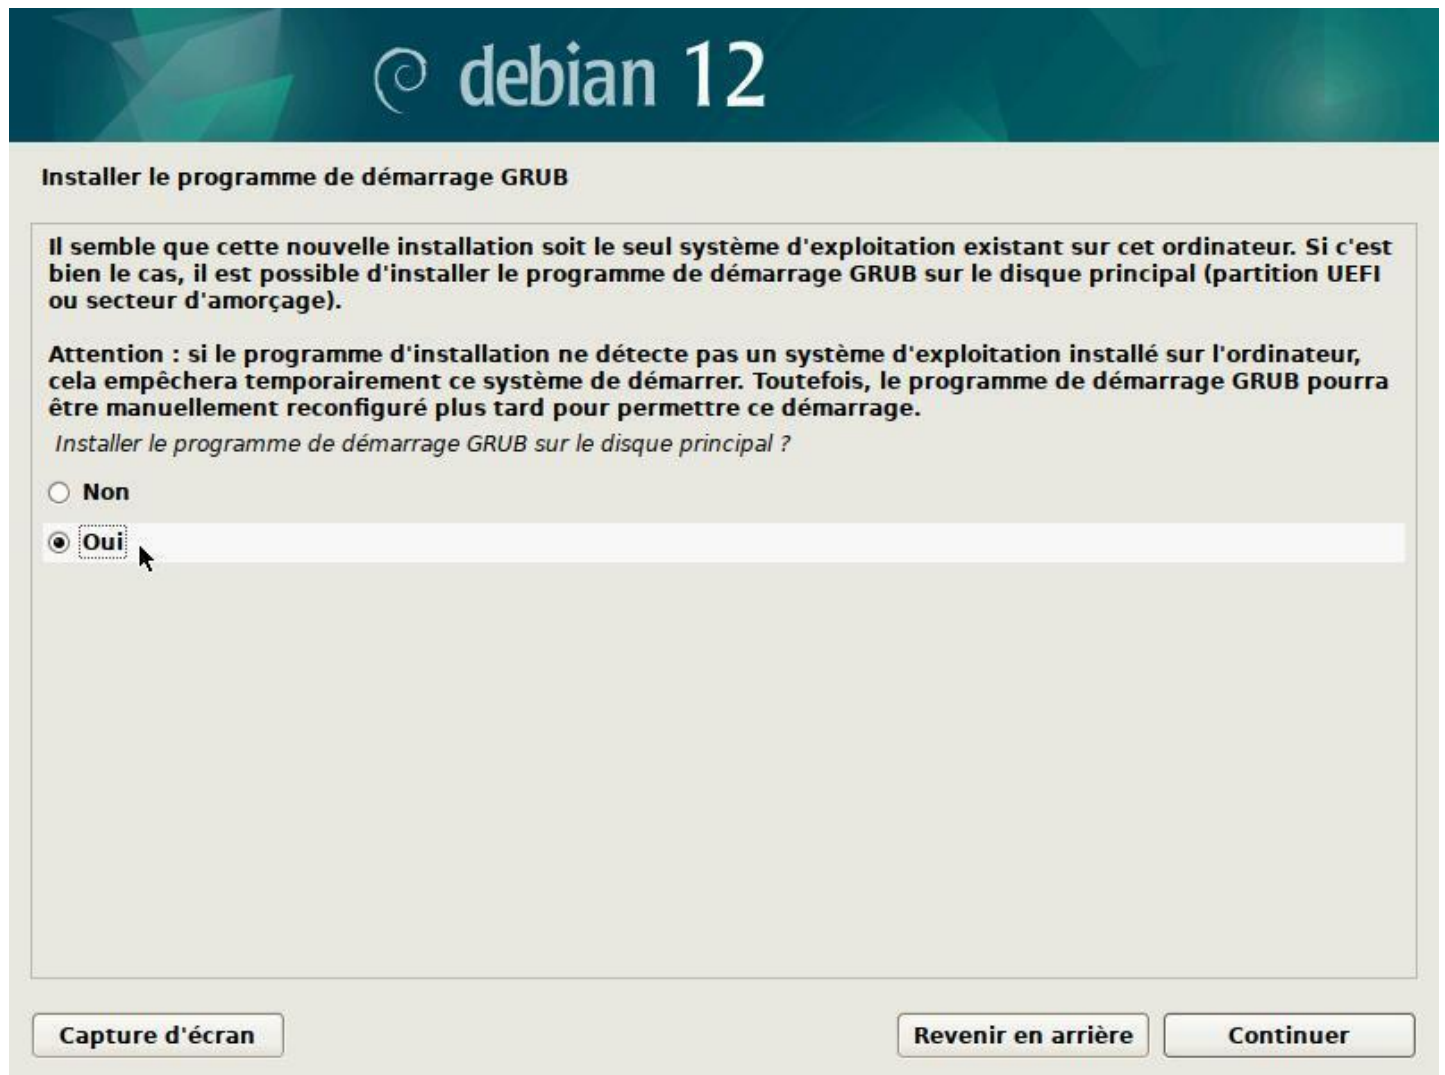 debian 12
Installer le programme de démarrage GRUB
Il semble que cette nouvelle installation soit le seul système d'exploitation existant sur cet ordinateur. Si c'est
bien le cas, il est possible d'installer le programme de démarrage GRUB sur le disque principal (partition UEFI
ou secteur d'amorçage).
Attention : si le programme d'installation ne détecte pas un système d'exploitation installé sur l'ordinateur,
cela empêchera temporairement ce système de démarrer. Toutefois, le programme de démarrage GRUB pourra
être manuellement reconfiguré plus tard pour permettre ce démarrage.
Installer le programme de démarrage GRUB sur le disque principal ?
Non
Oui
Capture d'écran Revenir en arrière Continuer